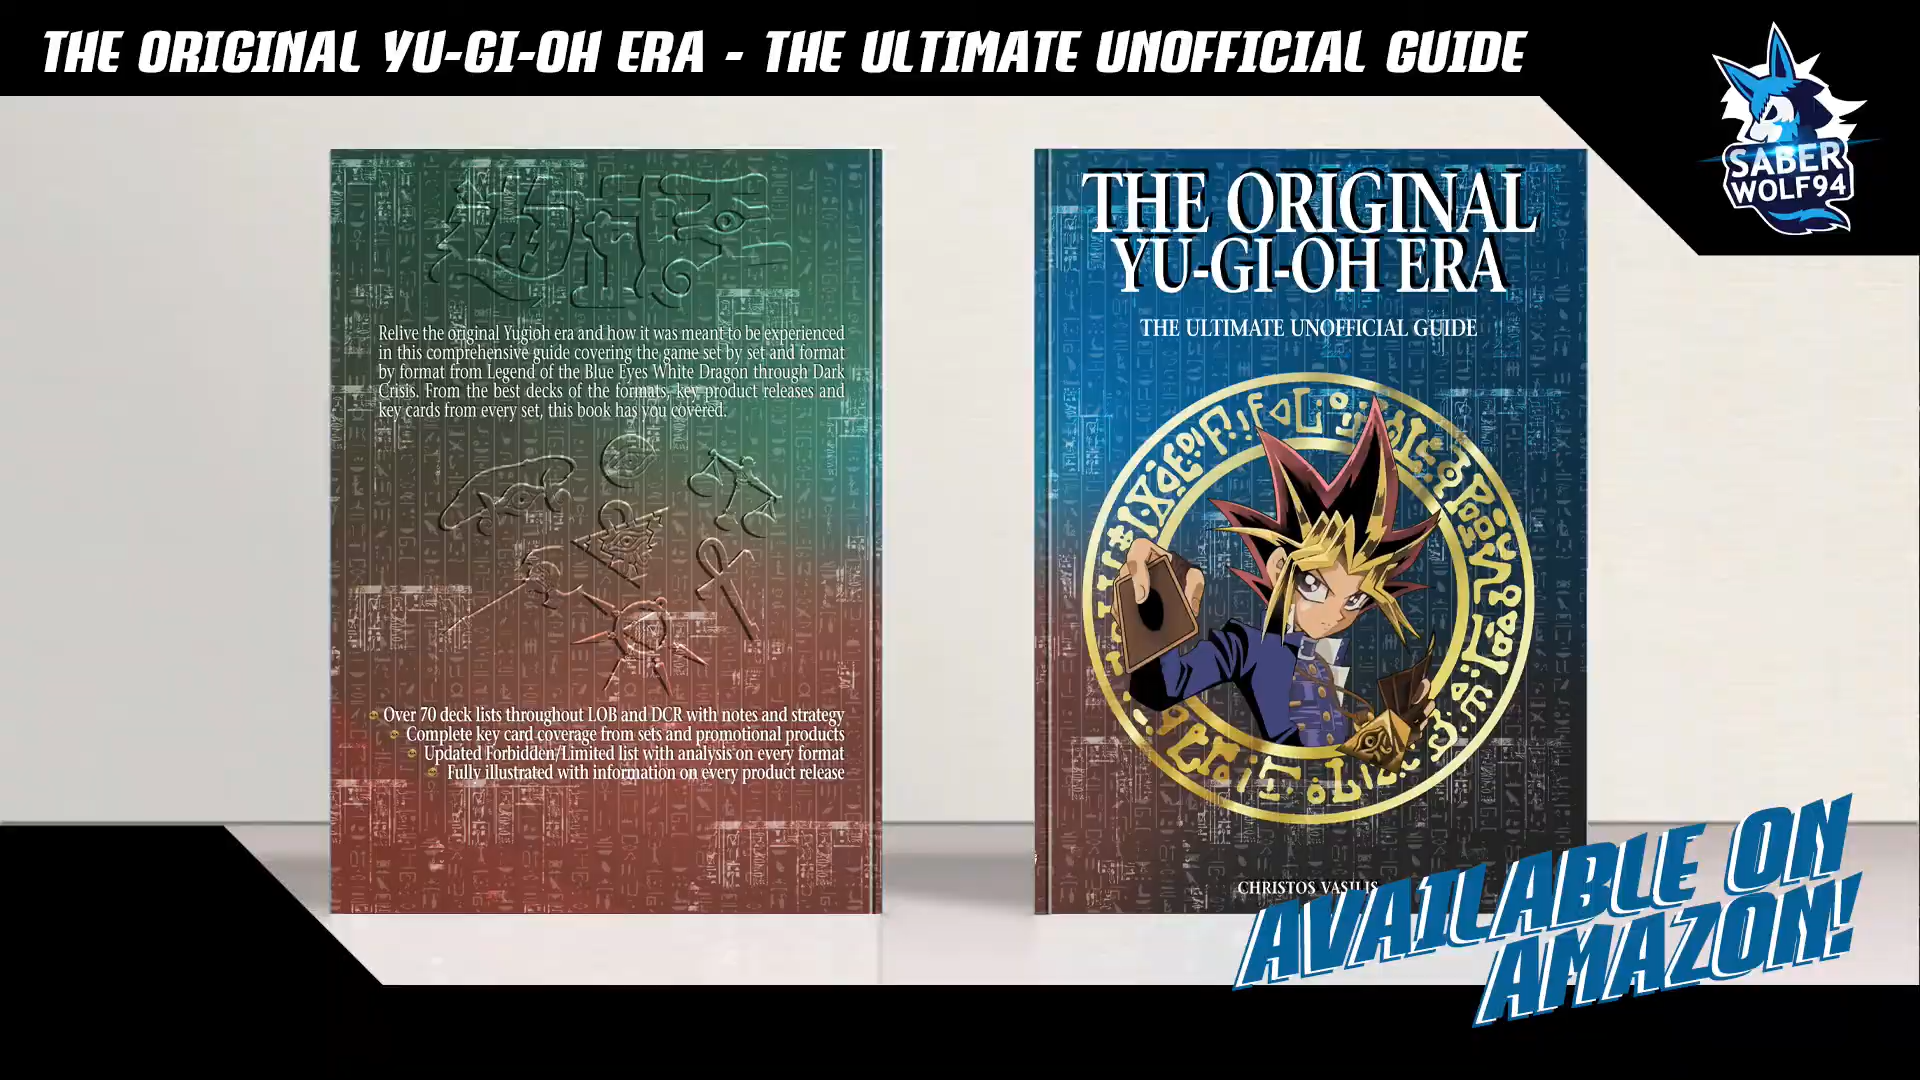 THE ORIGINAL YU-GI-OH ERA - THE ULTIMATE UNOFFICIAL GUIDE
SABER
WOLF94
Relive the original Yugioh era and how it was meant to be experienced
in this comprehensive guide covering the game set by set and format
by format from Legend of the Blue Eyes White Dragon through Dark
Crisis. From the best decks of the formats, key product releases and
key cards from every set, this book has you covered.
Over 70 deck lists throughout LOB and DCR with notes and strategy
Complete key card coverage from sets and promotional products
Updated Forbidden/Limited list with analysis on every format
Fully illustrated with information on every product release
THE ORIGINAL
YU-GI-OH ERA
THE ULTIMATE UNOFFICIAL GUIDE
CHRISTOS VASILIS
AVAILABLE ON
AMAZON!